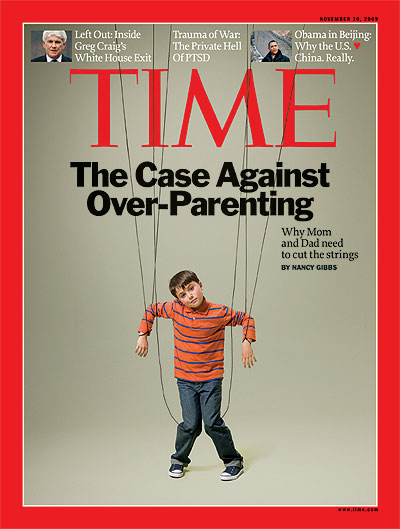 NOVEMBER 30, 2009
Left Out: Inside
Greg Craig's
White House Exit
Trauma of War:
The Private Hell
Of PTSD
Obama in Beijing:
Why the U.S. ♥
China. Really.
TIME
The Case Against
Over-Parenting
Why Mom
and Dad need
to cut the strings
BY NANCY GIBBS
www.time.com